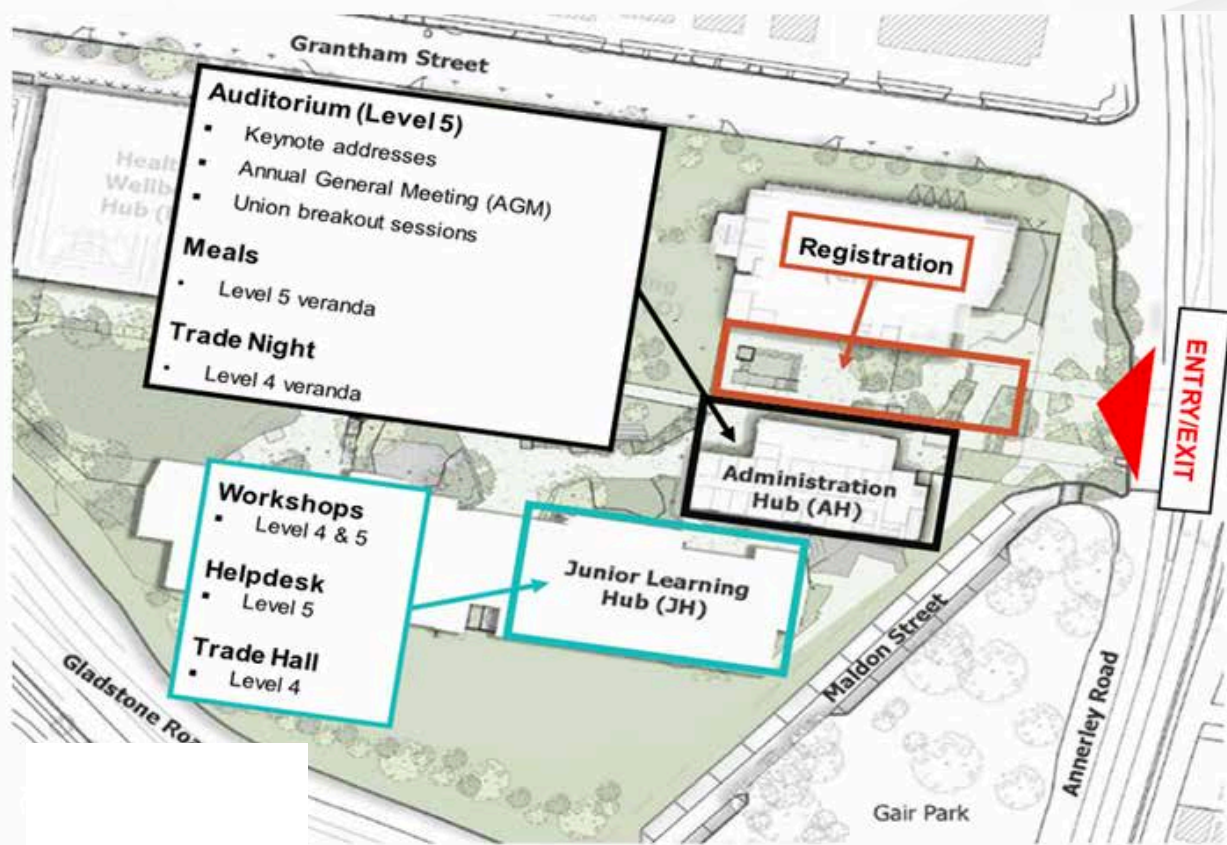 Grantham Street
Auditorium (Level 5)
▪ Keynote addresses
▪ Annual General Meeting (AGM)
▪ Union breakout sessions
Meals
• Level 5 veranda
Trade Night
• Level 4 veranda
Hub
Registration
ENTRY/EXIT
Administration
Hub (AH)
Workshops
▪ Level 4 & 5
Helpdesk
▪ Level 5
Trade Hall
▪ Level 4
Junior Learning
Hub (JH)
Maldon Street
Annerley Road
Gladstone
Gair Park